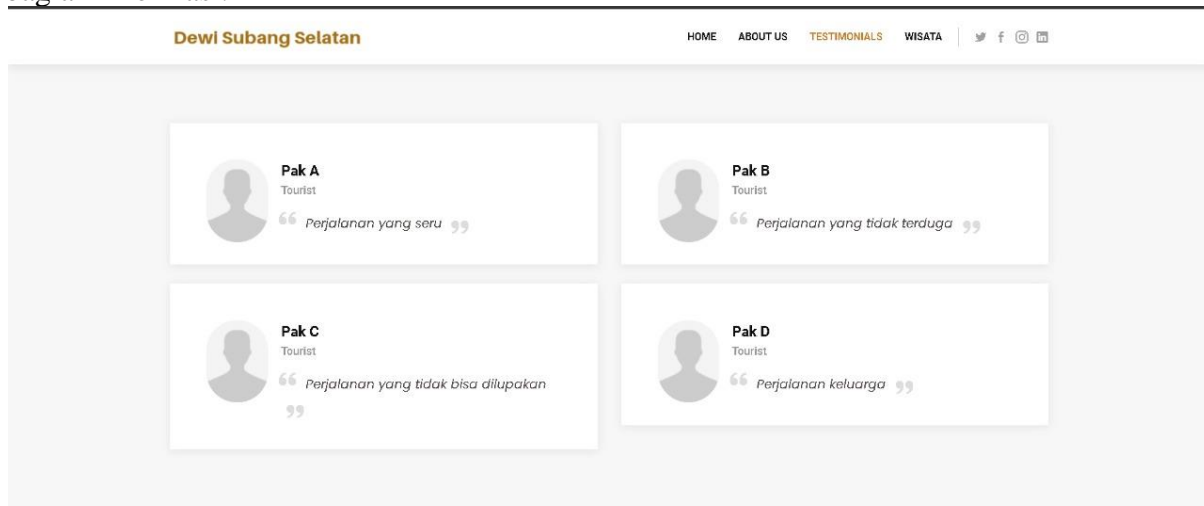 Dewi Subang Selatan
HOME ABOUT US TESTIMONIALS WISATA
Pak A
Tourist
“ Perjalanan yang seru ”
Pak B
Tourist
“ Perjalanan yang tidak terduga ”
Pak C
Tourist
“ Perjalanan yang tidak bisa dilupakan
”
Pak D
Tourist
“ Perjalanan keluarga ”